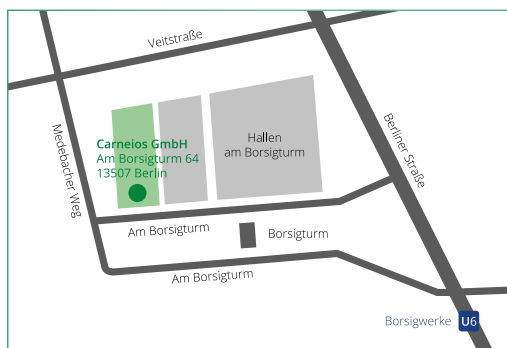 Veitstraße
Medebacher Weg
Carneios GmbH
Am Borsigturm 64
13507 Berlin
Hallen
am Borsigturm
Berliner Straße
Am Borsigturm
Borsigturm
Am Borsigturm
Borsigwerke U6